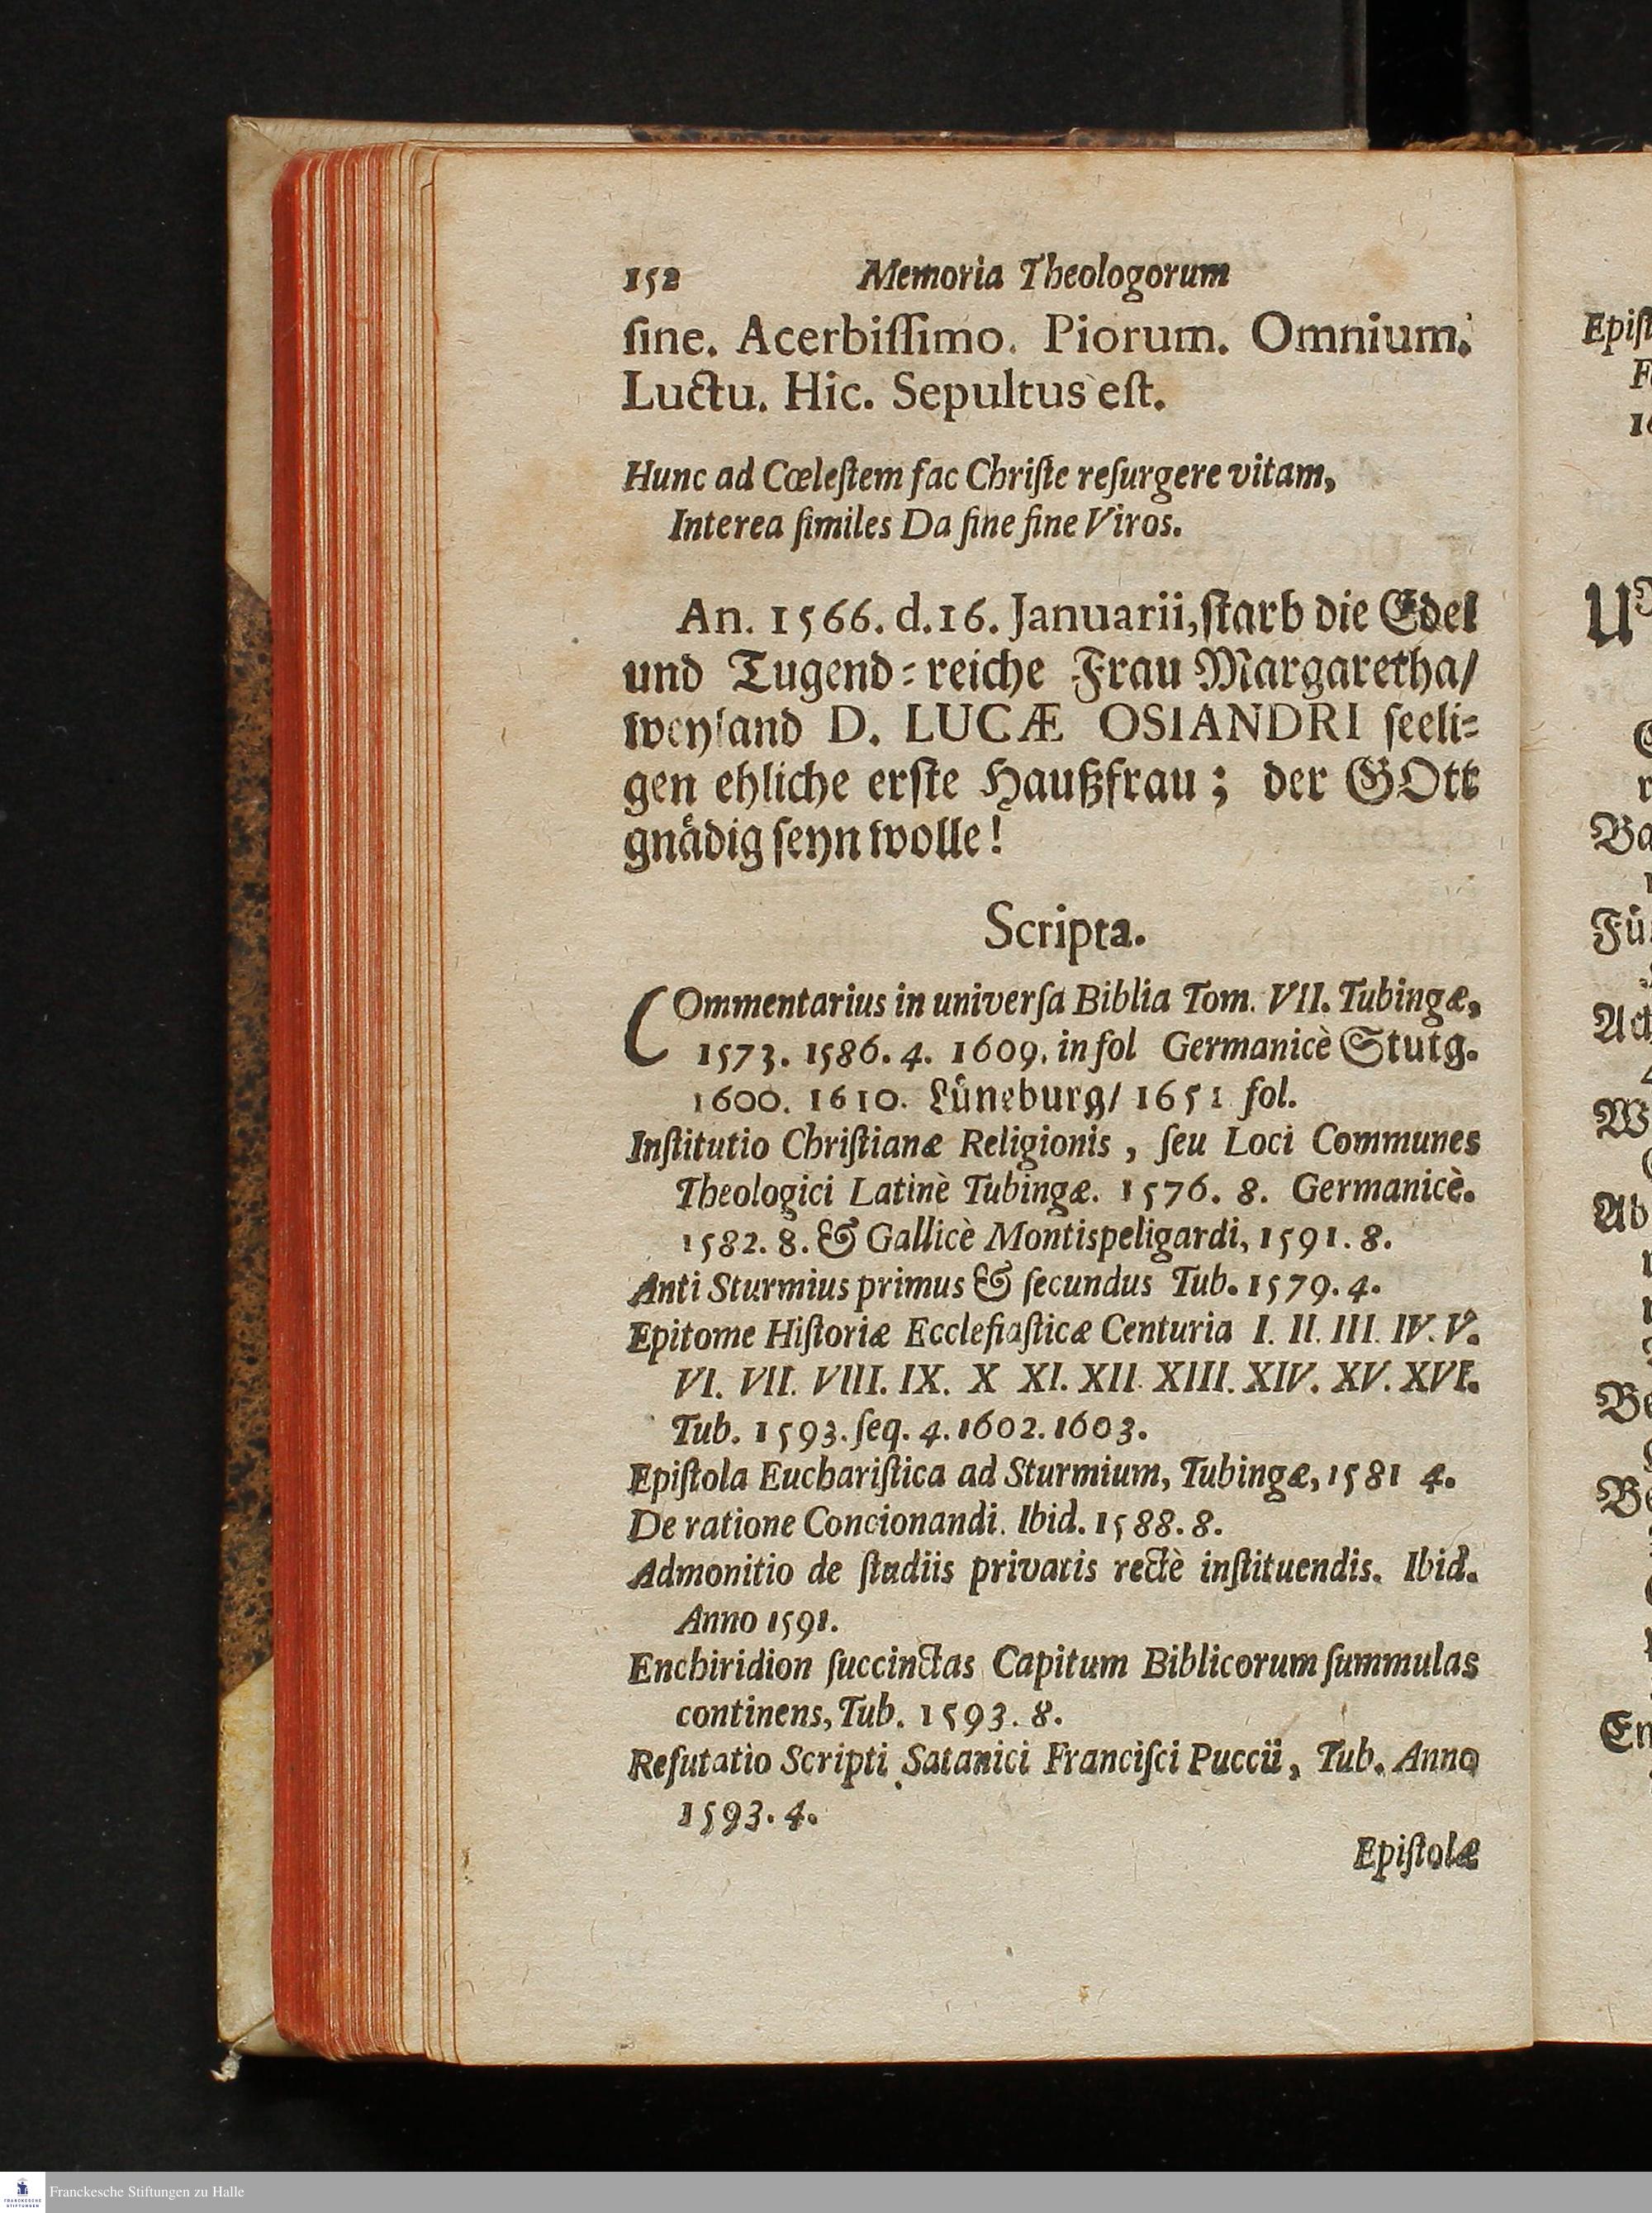 152 Memoria Theologorum
ſine. Acerbiſſimo. Piorum. Omnium.
Luctu. Hic. Sepultus eſt.
Hunc ad Cœleſtem fac Chriſte reſurgere vitam,
Interea ſimiles Da ſine fine Viros.
An. 1566. d. 16. Januarii, ſtarb die Edel
und Tugend-reiche Frau Margaretha/
weyland D. LUCÆ OSIANDRI ſeeli-
gen ehliche erſte Haußfrau; der GOtt
gnaͤdig ſeyn wolle!
Scripta.
COmmentarius in univerſa Biblia Tom. VII. Tubingæ,
1573. 1586. 4. 1609. in fol Germanicè Stutg.
1600. 1610. Luͤneburg/ 1651 fol.
Inſtitutio Chriſtianæ Religionis, ſeu Loci Communes
Theologici Latinè Tubingæ. 1576. 8. Germanicè.
1582. 8. & Gallicè Montispeligardi, 1591. 8.
Anti Sturmius primus & ſecundus Tub. 1579. 4.
Epitome Hiſtoriæ Eccleſiaſticæ Centuria I. II. III. IV. V.
VI. VII. VIII. IX. X XI. XII. XIII. XIV. XV. XVI.
Tub. 1593. ſeq. 4. 1602. 1603.
Epiſtola Euchariſtica ad Sturmium, Tubingæ, 1581 4.
De ratione Concionandi. Ibid. 1588. 8.
Admonitio de ſtudiis privatis rectè inſtituendis. Ibid.
Anno 1591.
Enchiridion ſuccinctas Capitum Biblicorum ſummulas
continens, Tub. 1593. 8.
Refutatio Scripti Satanici Franciſci Puccii, Tub. Anno
1593. 4.
Epiſtolæ
Franckesche Stiftungen zu Halle